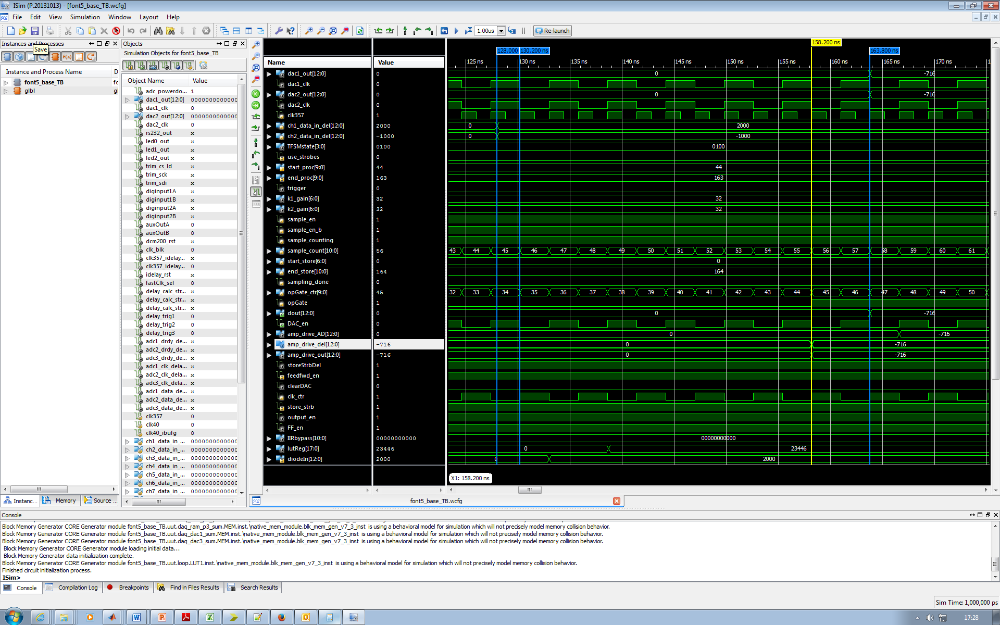 ISim (P.20131013) - [font5_base_TB.wcfg]
File Edit View Simulation Window Layout Help
1.00us Re-launch
Instances and Processes
Save
Instance and Process Name D
font5_base_TB fc
glbl gl
Instanc... Memory Source ...
Objects
Simulation Objects for font5_base_TB
Object Name Value
adc_powerdo... 1
dac1_out[12:0] 0000000000000
dac1_clk 0
dac2_out[12:0] 0000000000000
dac2_clk 0
rs232_out x
led0_out x
led1_out x
led2_out x
trim_cs_ld x
trim_sck x
trim_sdi x
diginput1A x
diginput1B x
diginput2A x
diginput2B x
auxOutA 0
auxOutB 0
dcm200_rst x
clk_blk x
clk357_idelay... x
clk357_idelay... 0
idelay_rst x
fastClk_sel x
delay_calc_str... x
delay_calc_str... x
delay_calc_str... x
delay_trig1 0
delay_trig2 0
delay_trig3 0
adc1_drdy_de... x
adc2_drdy_de... x
adc3_drdy_de... x
adc1_clk_dela... x
adc2_clk_dela... x
adc3_clk_dela... x
adc1_data_de... x
adc2_data_de... x
adc3_data_de... x
clk357 0
clk40 0
clk40_ibufg 0
ch1_data_in_... 0000000000000
ch2_data_in_... 0000000000000
ch3_data_in_... 0000000000000
ch4_data_in_... 0000000000000
ch5_data_in_... 0000000000000
ch6_data_in_... 0000000000000
ch7_data_in_... 0000000000000
158.200 ns
128.000 130.200 ns 163.800 ns
Name Value 125 ns 130 ns 135 ns 140 ns 145 ns 150 ns 155 ns 160 ns 165 ns 170 ns 1
dac1_out[12:0] 0 0 -716
dac1_clk 0
dac2_out[12:0] 0 0 -716
dac2_clk 0
clk357 1
ch1_data_in_del[12:0] 2000 0 2000
ch2_data_in_del[12:0] -1000 0 -1000
TFSMstate[3:0] 0100 0100
use_strobes 0
start_proc[9:0] 44 44
end_proc[9:0] 163 163
trigger 0
k1_gain[6:0] 32 32
k2_gain[6:0] 32 32
sample_en 1
sample_en_b 1
sample_counting 1
sample_count[10:0] 56 43 44 45 46 47 48 49 50 51 52 53 54 55 56 57 58 59 60 61
start_store[6:0] 0 0
end_store[10:0] 164 164
sampling_done 0
opGate_ctr[9:0] 45 32 33 34 35 36 37 38 39 40 41 42 43 44 45 46 47 48 49 50
opGate 1
dout[12:0] 0 0 -716
DAC_en 0
amp_drive_AD[12:0] 0 0 -716
amp_drive_del[12:0] -716 0 -716
amp_drive_out[12:0] -716 0 -716
storeStrbDel 1
feedfwd_en 1
clearDAC 0
clk_ctr 1
store_strb 1
output_en 1
FF_en 1
IIRbypass[10:0] 00000000000 00000000000
lutReg[17:0] 23446 0 23446
diodeIn[12:0] 2000 0 2000
X1: 158.200 ns
font5_base_TB.wcfg
Console
Block Memory Generator CORE Generator module font5_base_TB.uut.daq_ram_p3_sum.MEM.inst.\native_mem_module.blk_mem_gen_v7_3_inst is using a behavioral model for simulation which will not precisely model memory collision behavior.
Block Memory Generator CORE Generator module font5_base_TB.uut.daq_dac1_sum.MEM.inst.\native_mem_module.blk_mem_gen_v7_3_inst is using a behavioral model for simulation which will not precisely model memory collision behavior.
Block Memory Generator CORE Generator module font5_base_TB.uut.daq_dac3_sum.MEM.inst.\native_mem_module.blk_mem_gen_v7_3_inst is using a behavioral model for simulation which will not precisely model memory collision behavior.
Block Memory Generator CORE Generator module loading initial data...
Block Memory Generator data initialization complete.
Block Memory Generator CORE Generator module font5_base_TB.uut.loop.LUT1.inst.\native_mem_module.blk_mem_gen_v7_3_inst is using a behavioral model for simulation which will not precisely model memory collision behavior.
Finished circuit initialization process.
ISim>
Console Compilation Log Breakpoints Find in Files Results Search Results
Sim Time: 1,000,000 ps
17:28